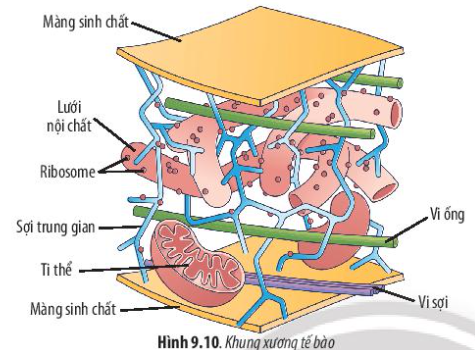 Màng sinh chất
Lưới
nội chất
Ribosome
Sợi trung gian
Vi ống
Ti thể
Vi sợi
Màng sinh chất
Hình 9.10. Khung xương tế bào